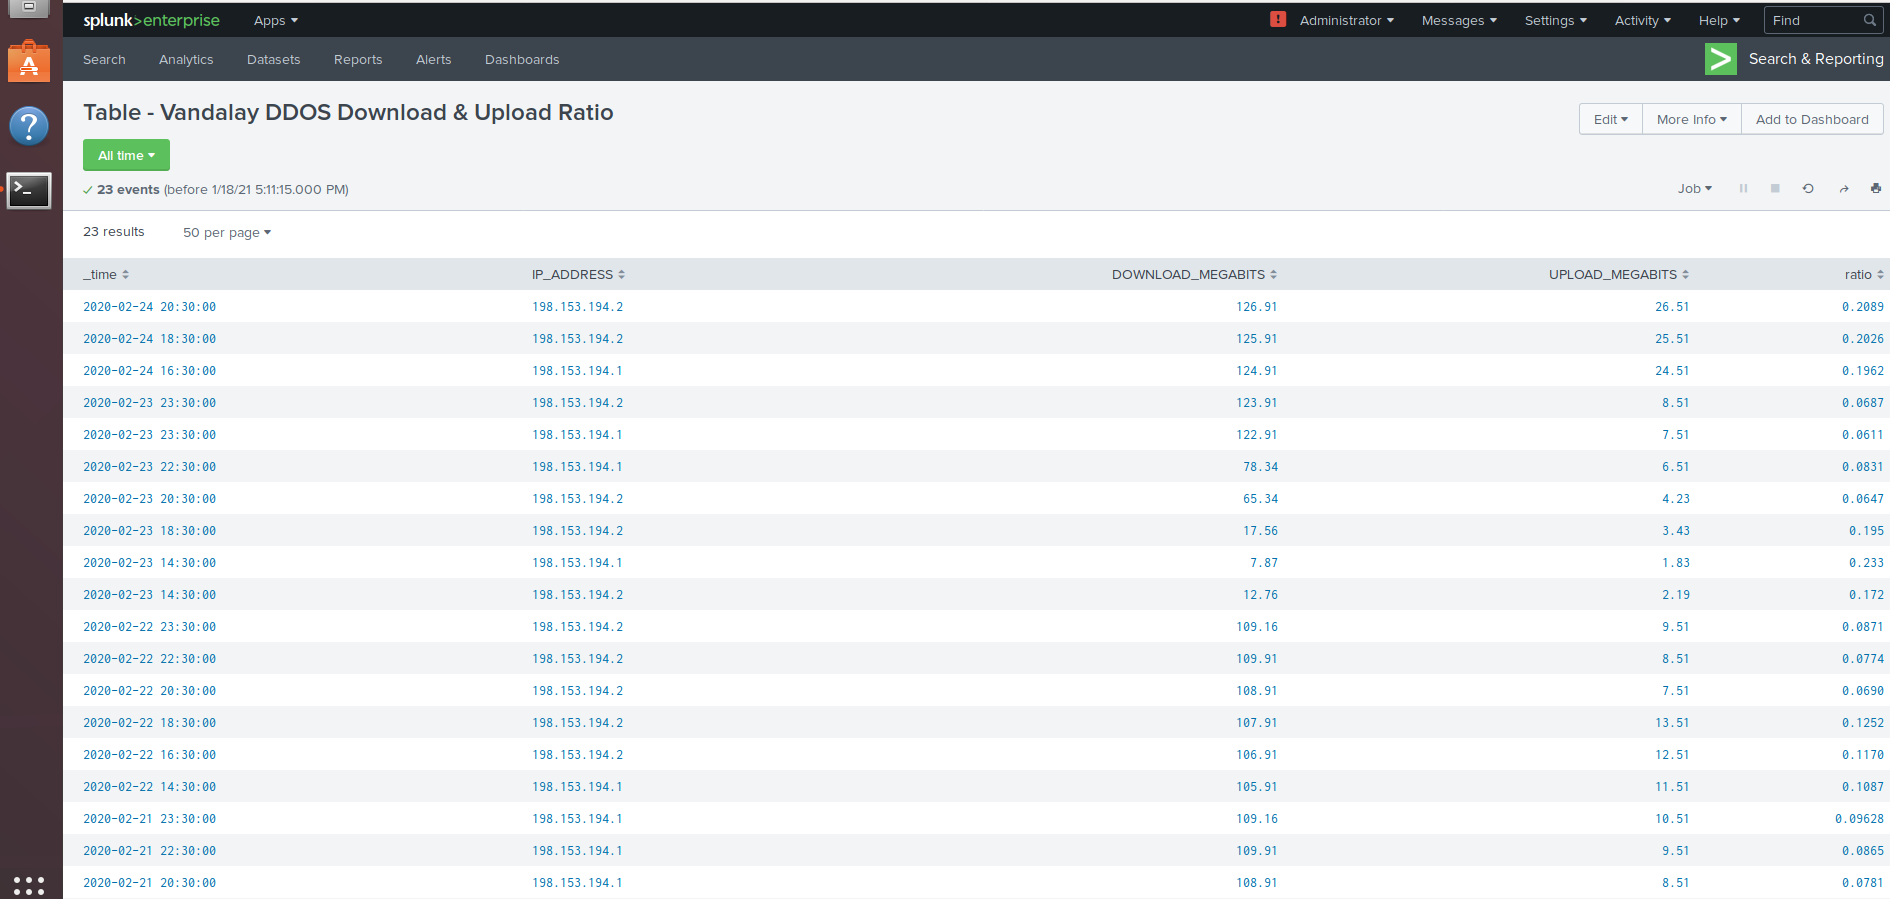 splunk>enterprise Apps Administrator Messages Settings Activity Help Find
Search Analytics Datasets Reports Alerts Dashboards Search & Reporting
Table - Vandalay DDOS Download & Upload Ratio
Edit More Info Add to Dashboard
All time
23 events (before 1/18/21 5:11:15.000 PM) Job
23 results 50 per page
_time IP_ADDRESS DOWNLOAD_MEGABITS UPLOAD_MEGABITS ratio
2020-02-24 20:30:00 198.153.194.2 126.91 26.51 0.2089
2020-02-24 18:30:00 198.153.194.2 125.91 25.51 0.2026
2020-02-24 16:30:00 198.153.194.1 124.91 24.51 0.1962
2020-02-23 23:30:00 198.153.194.2 123.91 8.51 0.0687
2020-02-23 23:30:00 198.153.194.1 122.91 7.51 0.0611
2020-02-23 22:30:00 198.153.194.1 78.34 6.51 0.0831
2020-02-23 20:30:00 198.153.194.2 65.34 4.23 0.0647
2020-02-23 18:30:00 198.153.194.2 17.56 3.43 0.195
2020-02-23 14:30:00 198.153.194.1 7.87 1.83 0.233
2020-02-23 14:30:00 198.153.194.2 12.76 2.19 0.172
2020-02-22 23:30:00 198.153.194.2 109.16 9.51 0.0871
2020-02-22 22:30:00 198.153.194.2 109.91 8.51 0.0774
2020-02-22 20:30:00 198.153.194.2 108.91 7.51 0.0690
2020-02-22 18:30:00 198.153.194.2 107.91 13.51 0.1252
2020-02-22 16:30:00 198.153.194.2 106.91 12.51 0.1170
2020-02-22 14:30:00 198.153.194.1 105.91 11.51 0.1087
2020-02-21 23:30:00 198.153.194.1 109.16 10.51 0.09628
2020-02-21 22:30:00 198.153.194.1 109.91 9.51 0.0865
2020-02-21 20:30:00 198.153.194.1 108.91 8.51 0.0781